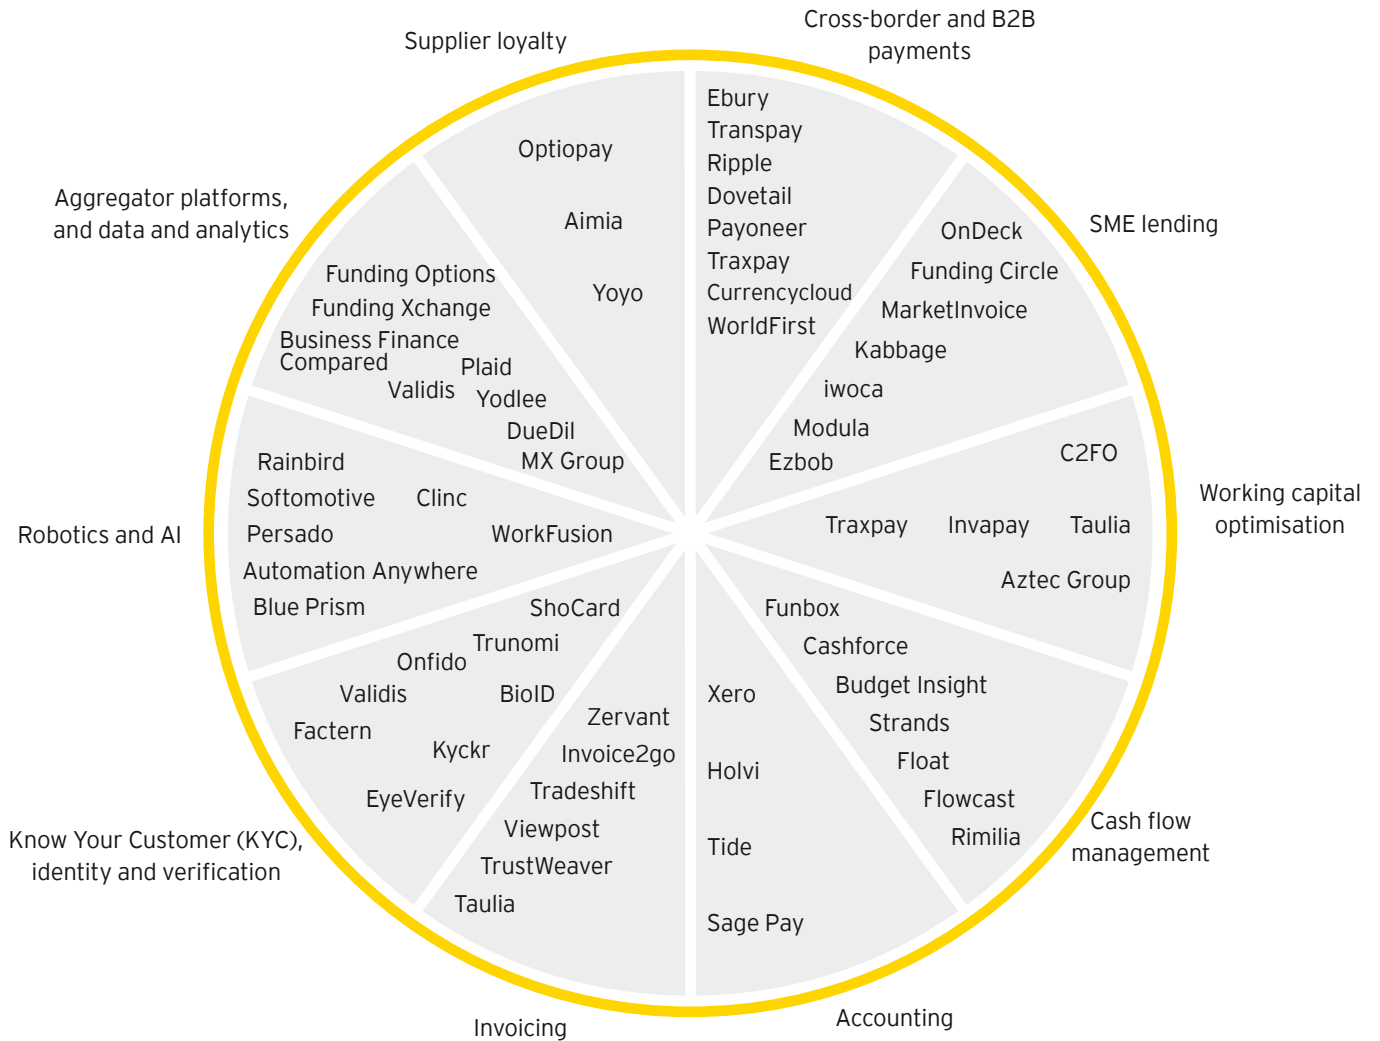 Cross-border and B2B
payments
Ebury
Transpay
Ripple
Dovetail
Payoneer
Traxpay
Currencycloud
WorldFirst
SME lending
OnDeck
Funding Circle
MarketInvoice
Kabbage
iwoca
Modula
Ezbob
Working capital
optimisation
C2FO
Traxpay Invapay Taulia
Aztec Group
Cash flow
management
Funbox
Cashforce
Budget Insight
Strands
Float
Flowcast
Rimilia
Accounting
Xero
Holvi
Tide
Sage Pay
Invoicing
Zervant
Invoice2go
Tradeshift
Viewpost
TrustWeaver
Taulia
Know Your Customer (KYC),
identity and verification
ShoCard
Trunomi
Onfido
Validis
BioID
Factern
Kyckr
EyeVerify
Robotics and AI
Rainbird
Softomotive Clinc
Persado WorkFusion
Automation Anywhere
Blue Prism
Aggregator platforms,
and data and analytics
Funding Options
Funding Xchange
Business Finance
Compared
Plaid
Validis
Yodlee
DueDil
MX Group
Supplier loyalty
Optiopay
Aimia
Yoyo